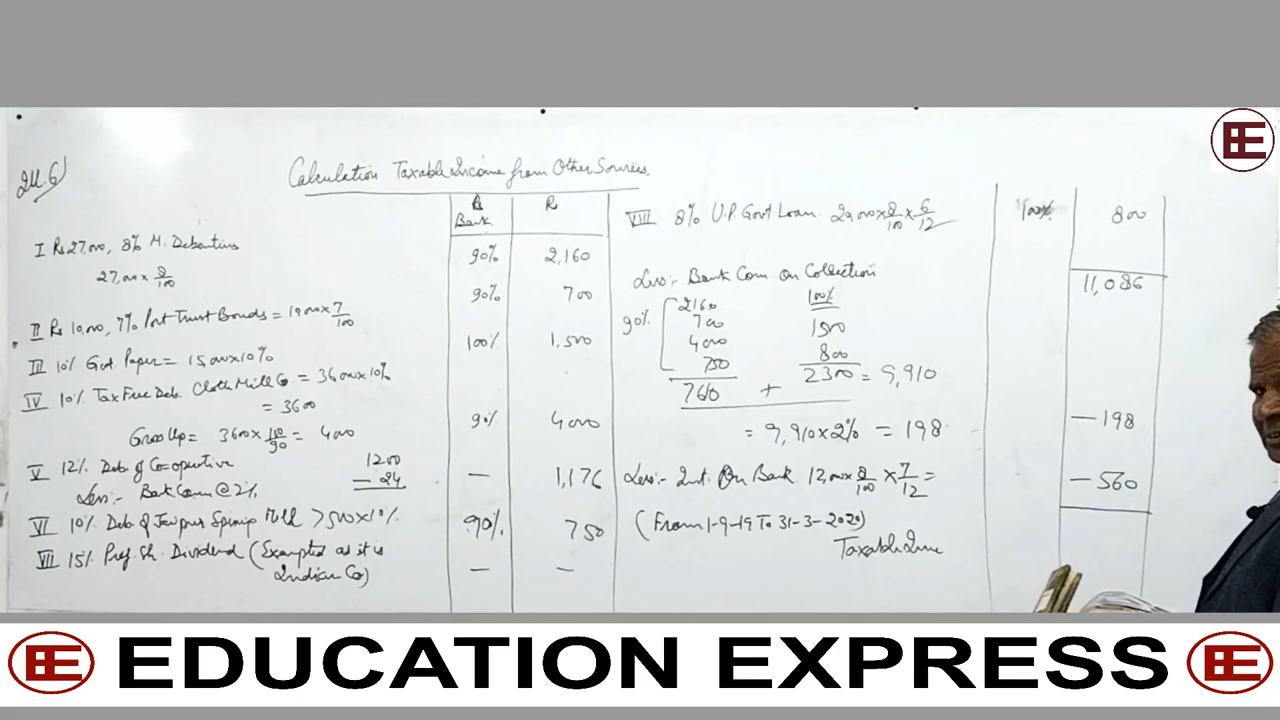 Ill. 6
Calculation Taxable Income from Other Sources
Bank
Rs
I Rs 27,000, 8% M. Debentures
27,000 × 8/100
90% 2,160
II Rs 10,000, 7% Port Trust Bonds = 10,000 × 7/100
90% 700
III 10% Govt Paper = 15,000 × 10%
100% 1,500
IV 10% Tax Free Deb. Cloth Mill Co. = 36,000 × 10%
= 3600
Gross Up = 3600 × 100/90 = 4000
90% 4000
V 12% Deb. of Co-operative 1200
Less:- Bank Com @ 2% - 24
— 1,176
VI 10% Deb. of Jaipur Spinig Mill 7500 × 10%
90% 750
VII 15% Pref. Sh. Dividend (Exempted as it is
Indian Co)
— —
VIII 8% U.P. Govt Loan 20,000 × 8/100 × 6/12
100% 800
11,086
Less:- Bank Com On Collection
90% 2160 100%
700 1500
4000 800
750 2300 = 9,910
7610 +
= 9,910 × 2% = 198
— 198
Less:- Int. On Bank 12,000 × 8/100 × 7/12 =
— 560
(From 1-9-19 To 31-3-2020)
Taxable Inme
EE
EE EDUCATION EXPRESS EE